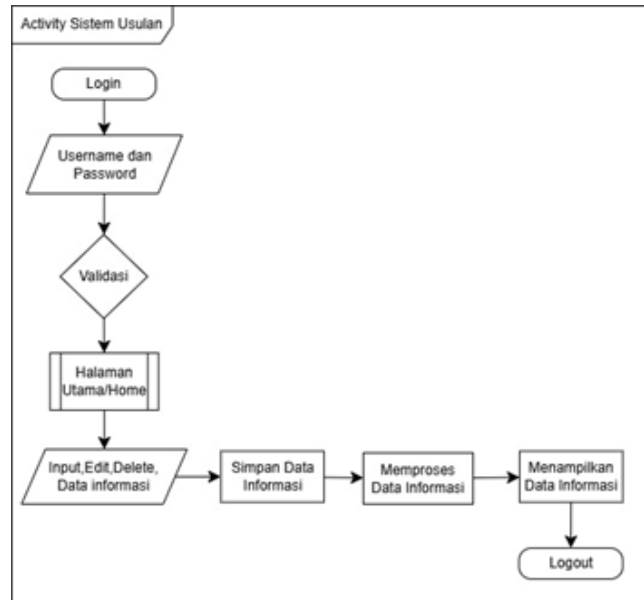 Activity Sistem Usulan
Login
Username dan
Password
Validasi
Halaman
Utama/Home
Input,Edit,Delete,
Data informasi
Simpan Data
Informasi
Memproses
Data Informasi
Menampilkan
Data Informasi
Logout